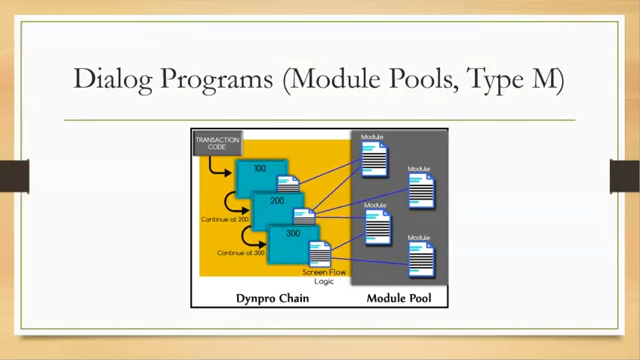 Dialog Programs (Module Pools, Type M)
TRANSACTION
CODE
Module
100
Module
200
Continue at 200
Module
300
Continue at 300
Module
Screen Flow
Logic
Dynpro Chain
Module Pool